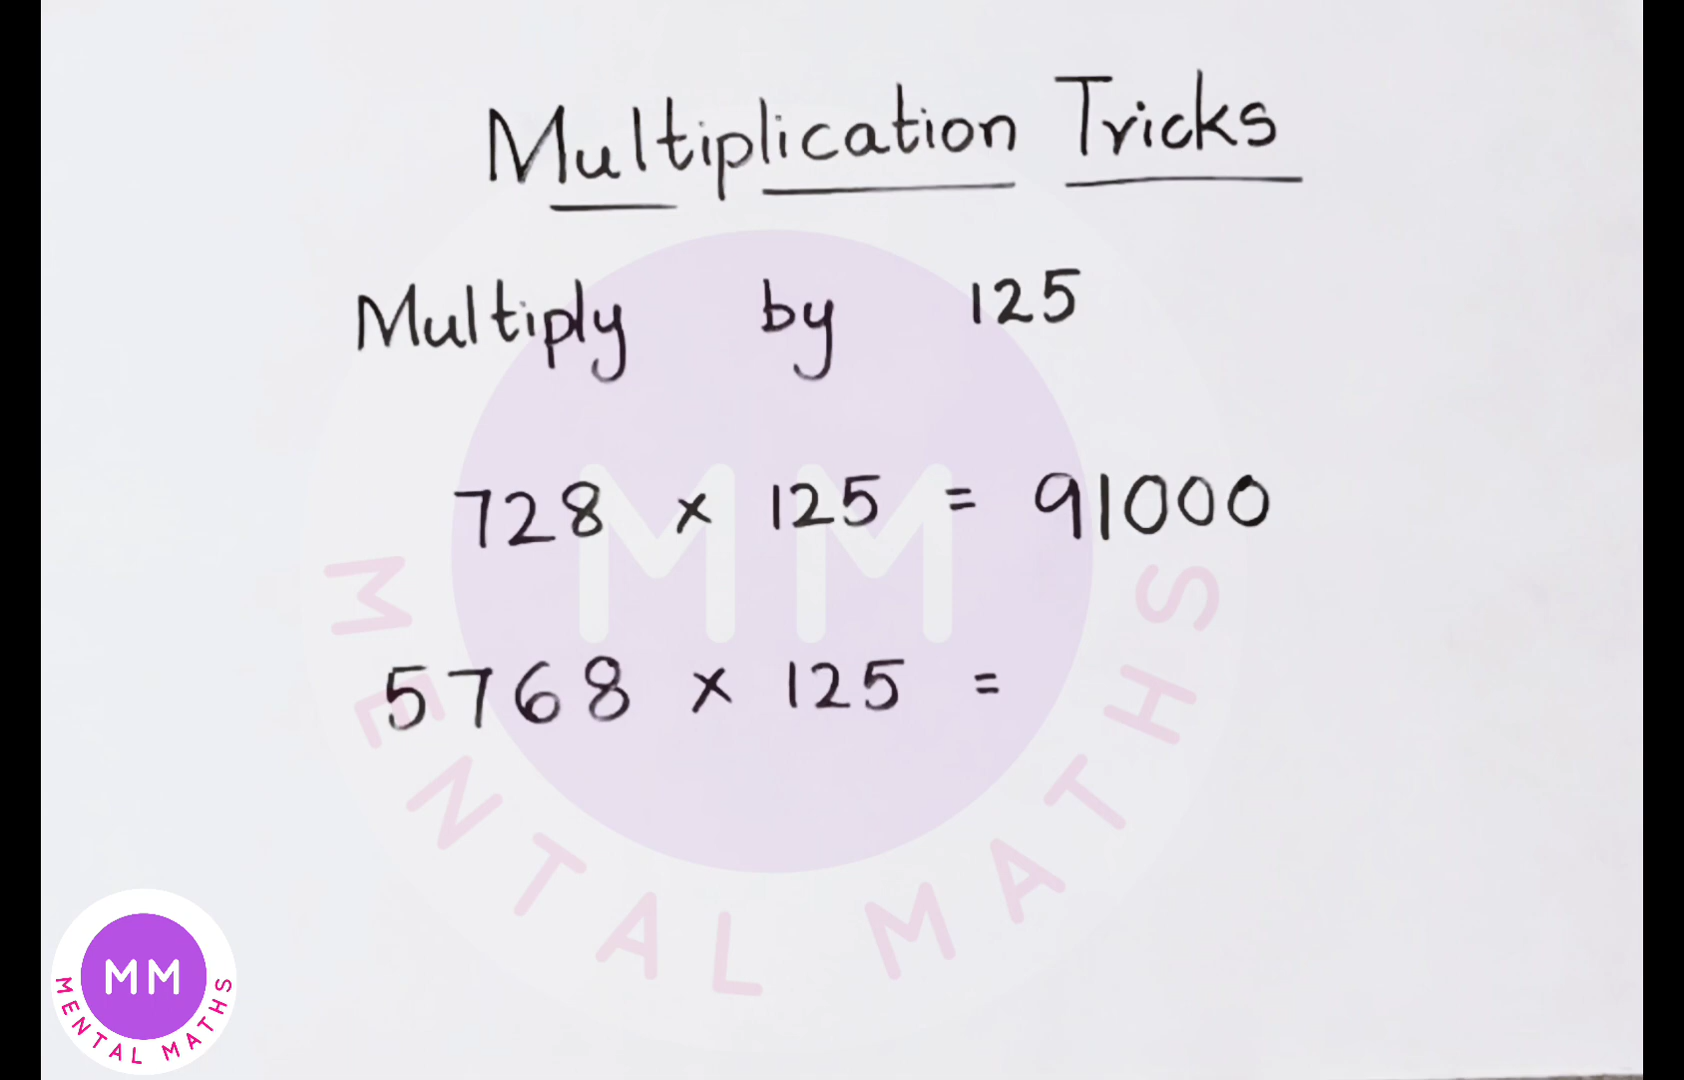 Multiplication Tricks
Multiply by 125
728 × 125 = 91000
5768 × 125 =
MM
MENTAL MATHS
MM
MENTAL MATHS